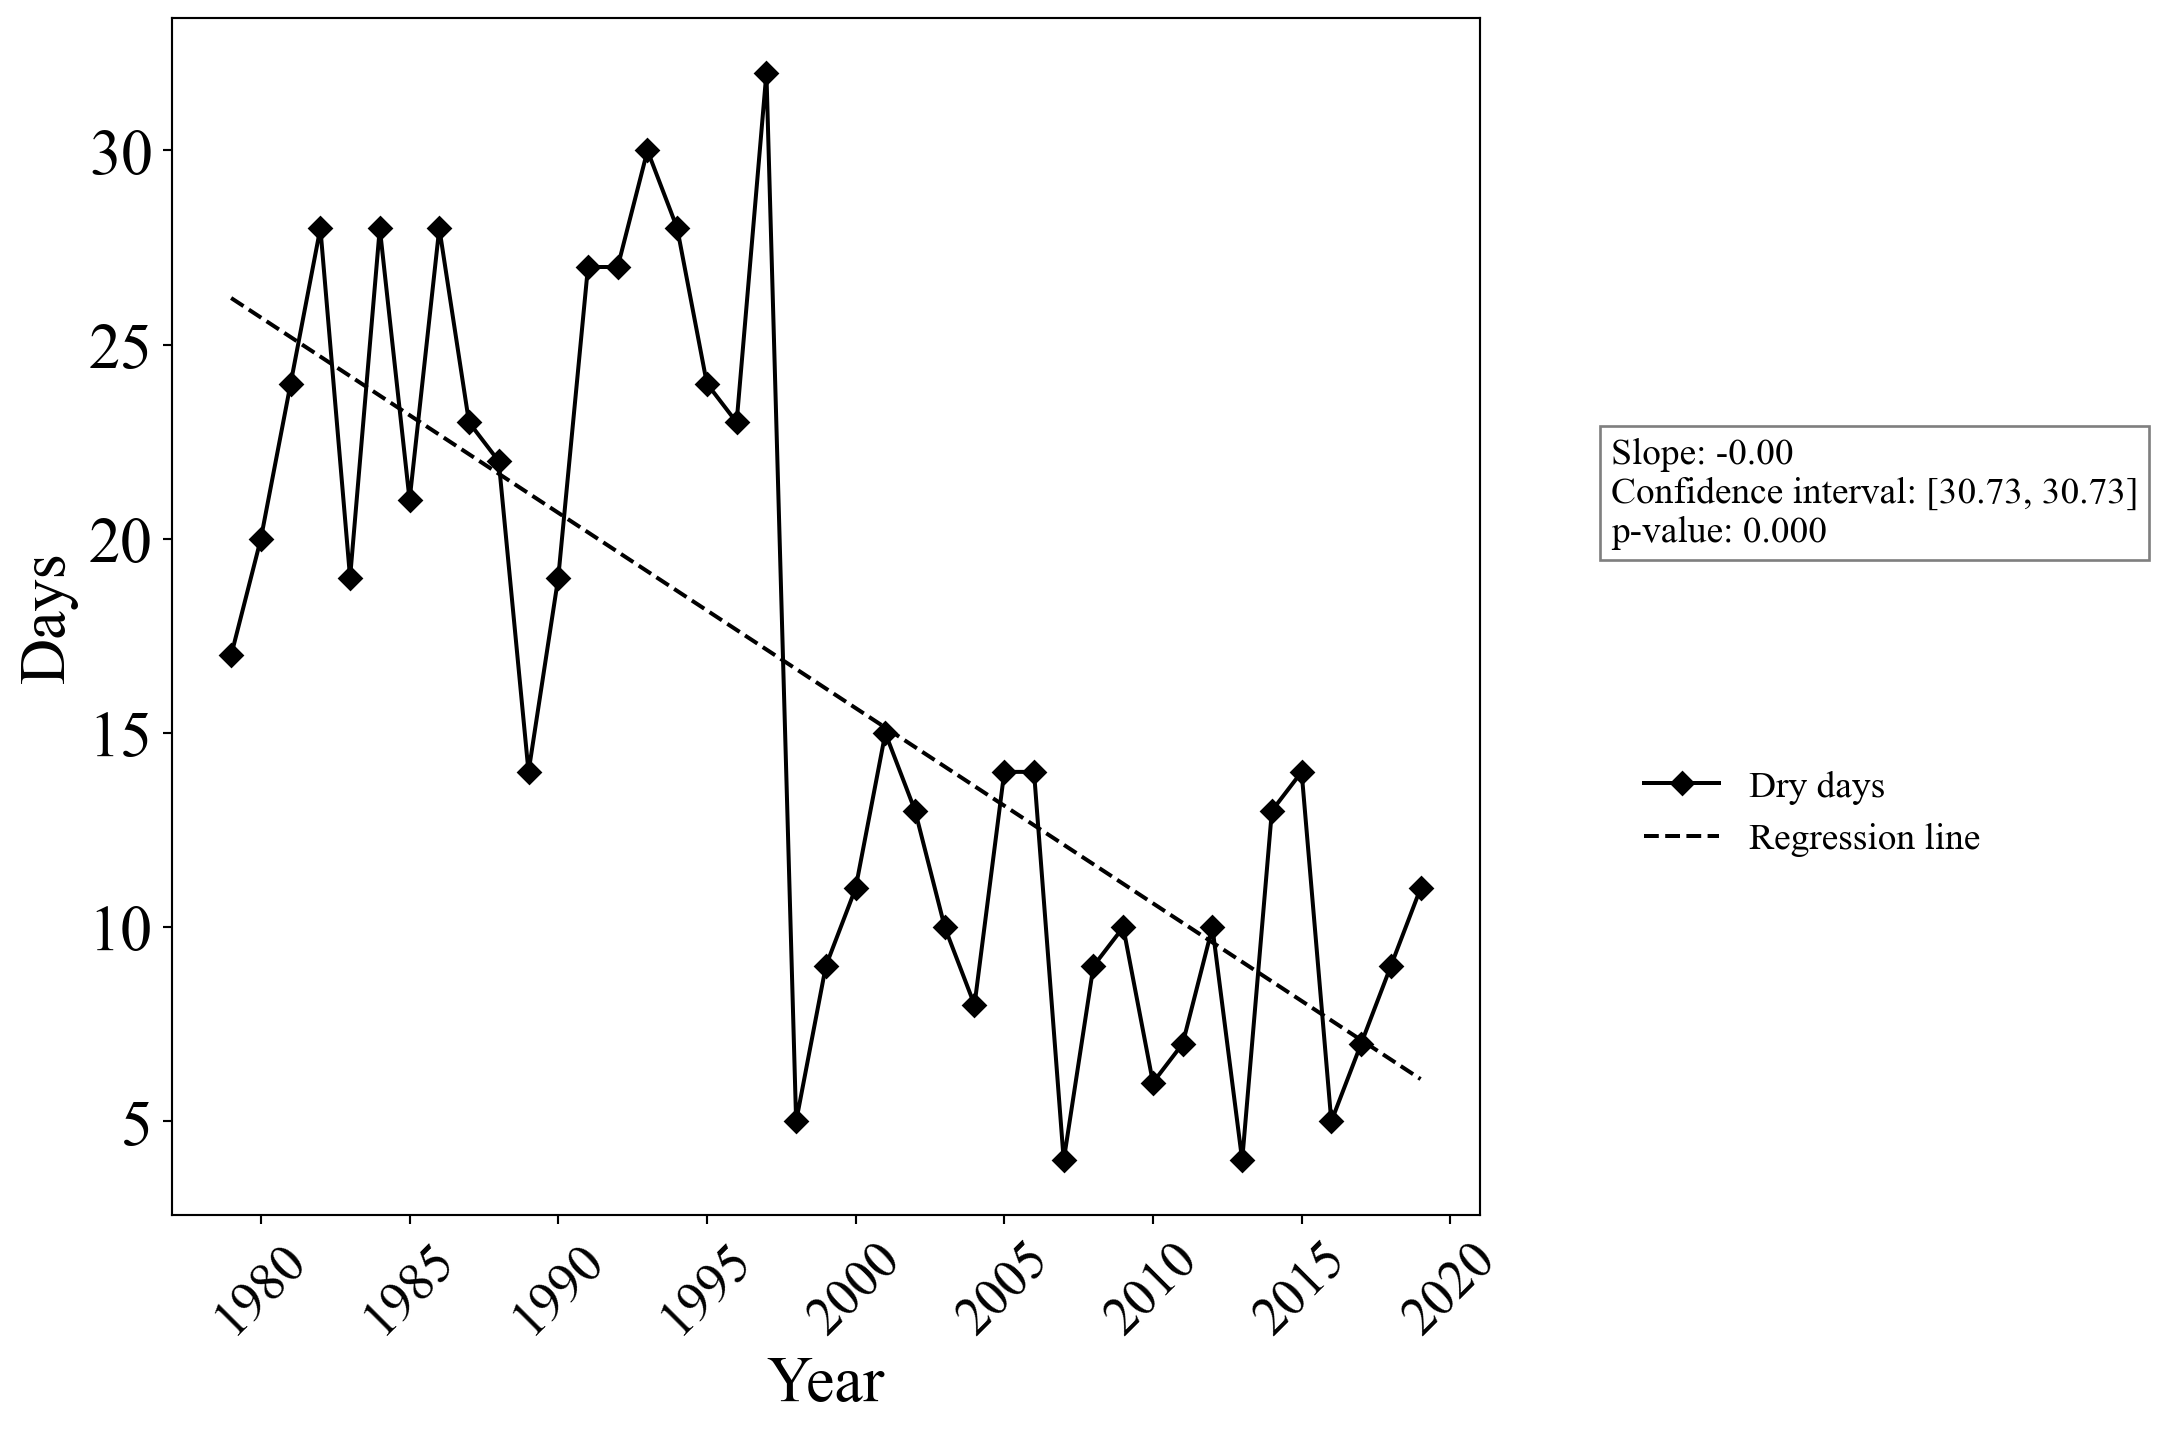 30
25
20
15
10
5
Days
1980
1985
1990
1995
2000
2005
2010
2015
2020
Year
Slope: -0.00
Confidence interval: [30.73, 30.73]
p-value: 0.000
Dry days
Regression line